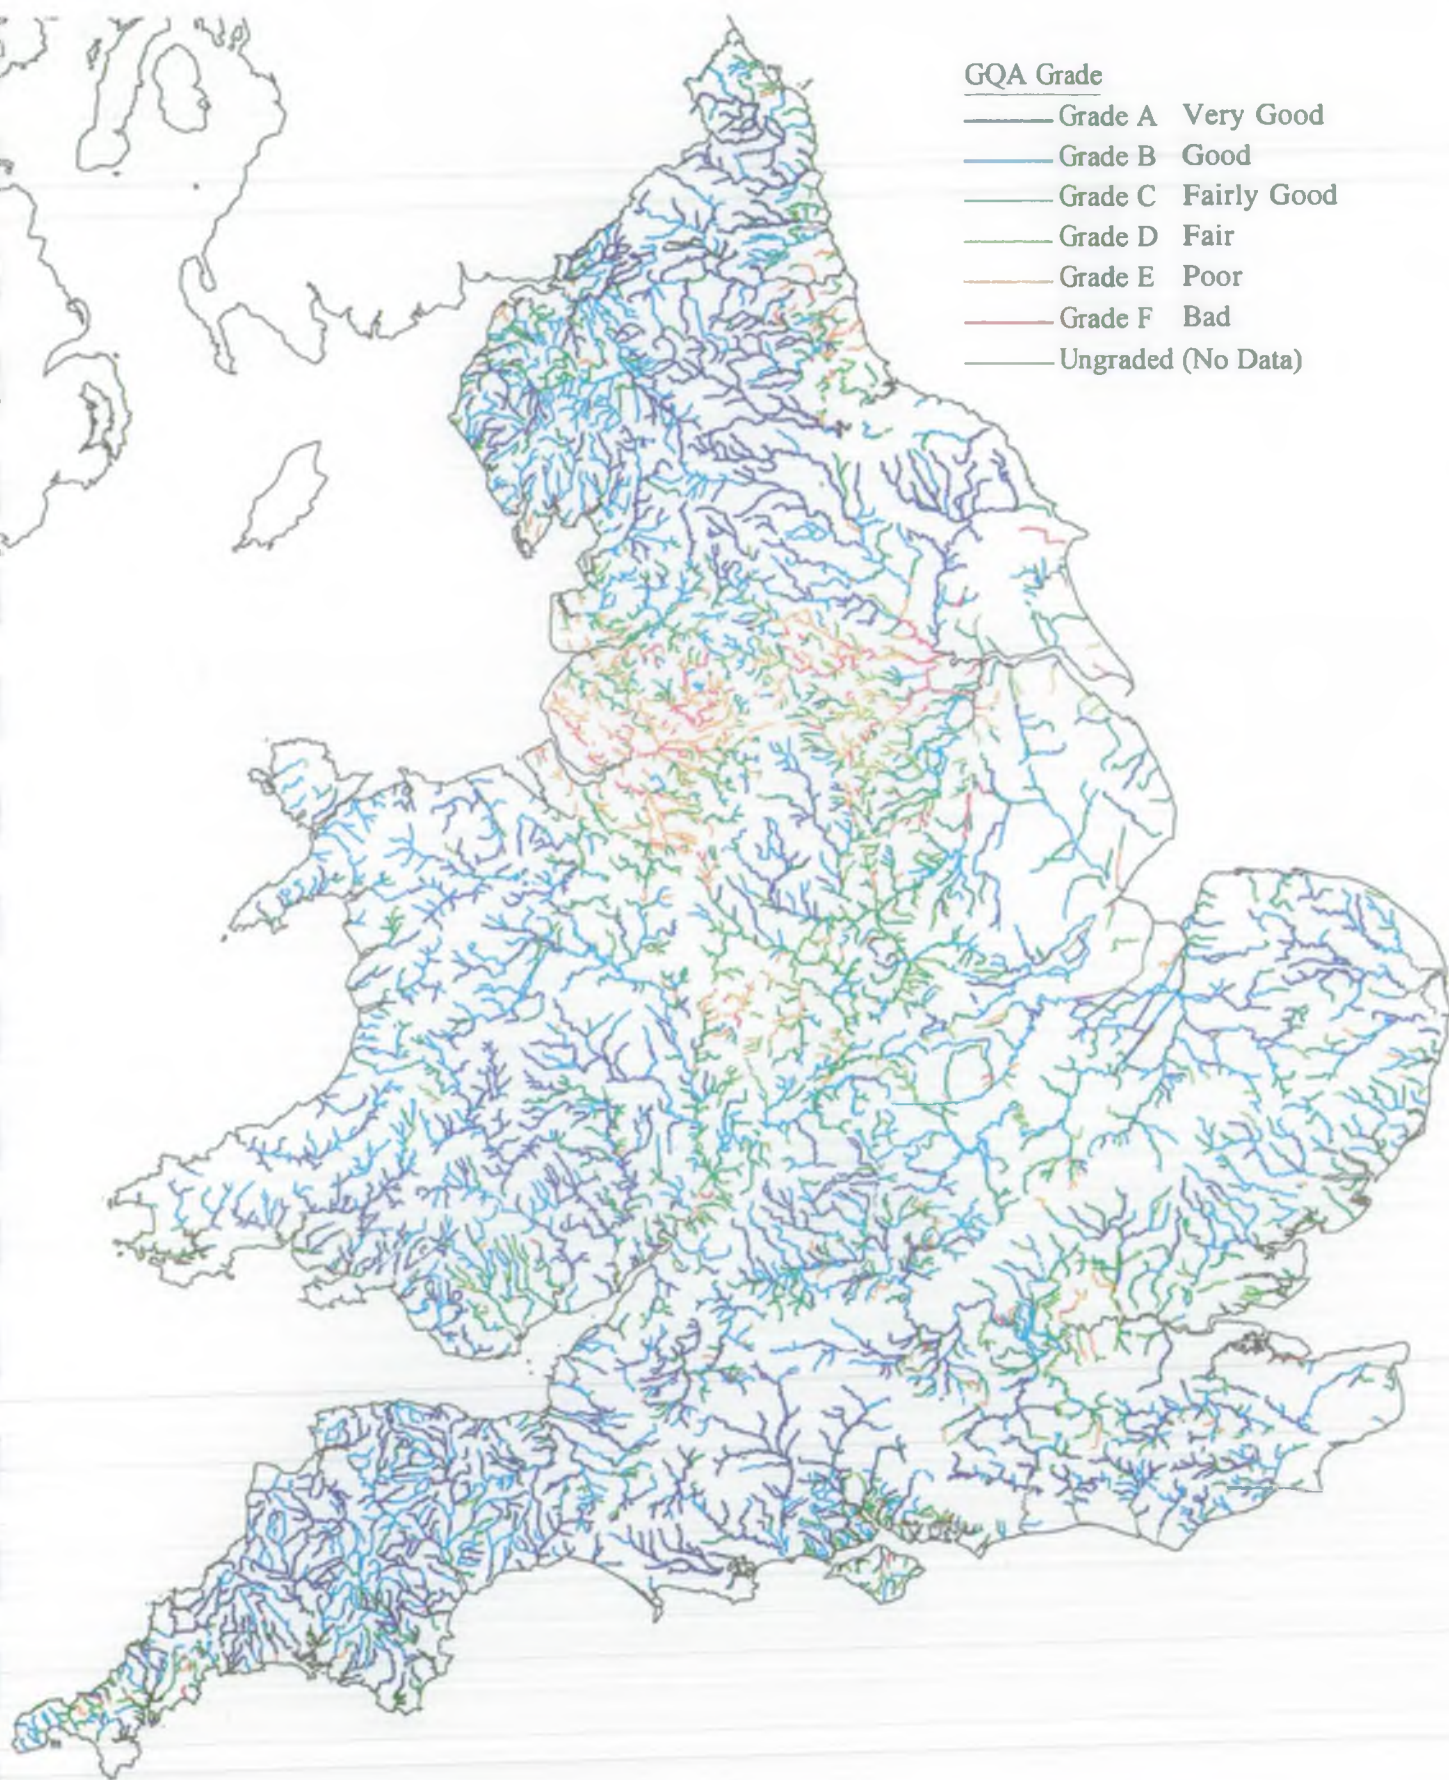 GQA Grade
Grade A Very Good
Grade B Good
Grade C Fairly Good
Grade D Fair
Grade E Poor
Grade F Bad
Ungraded (No Data)